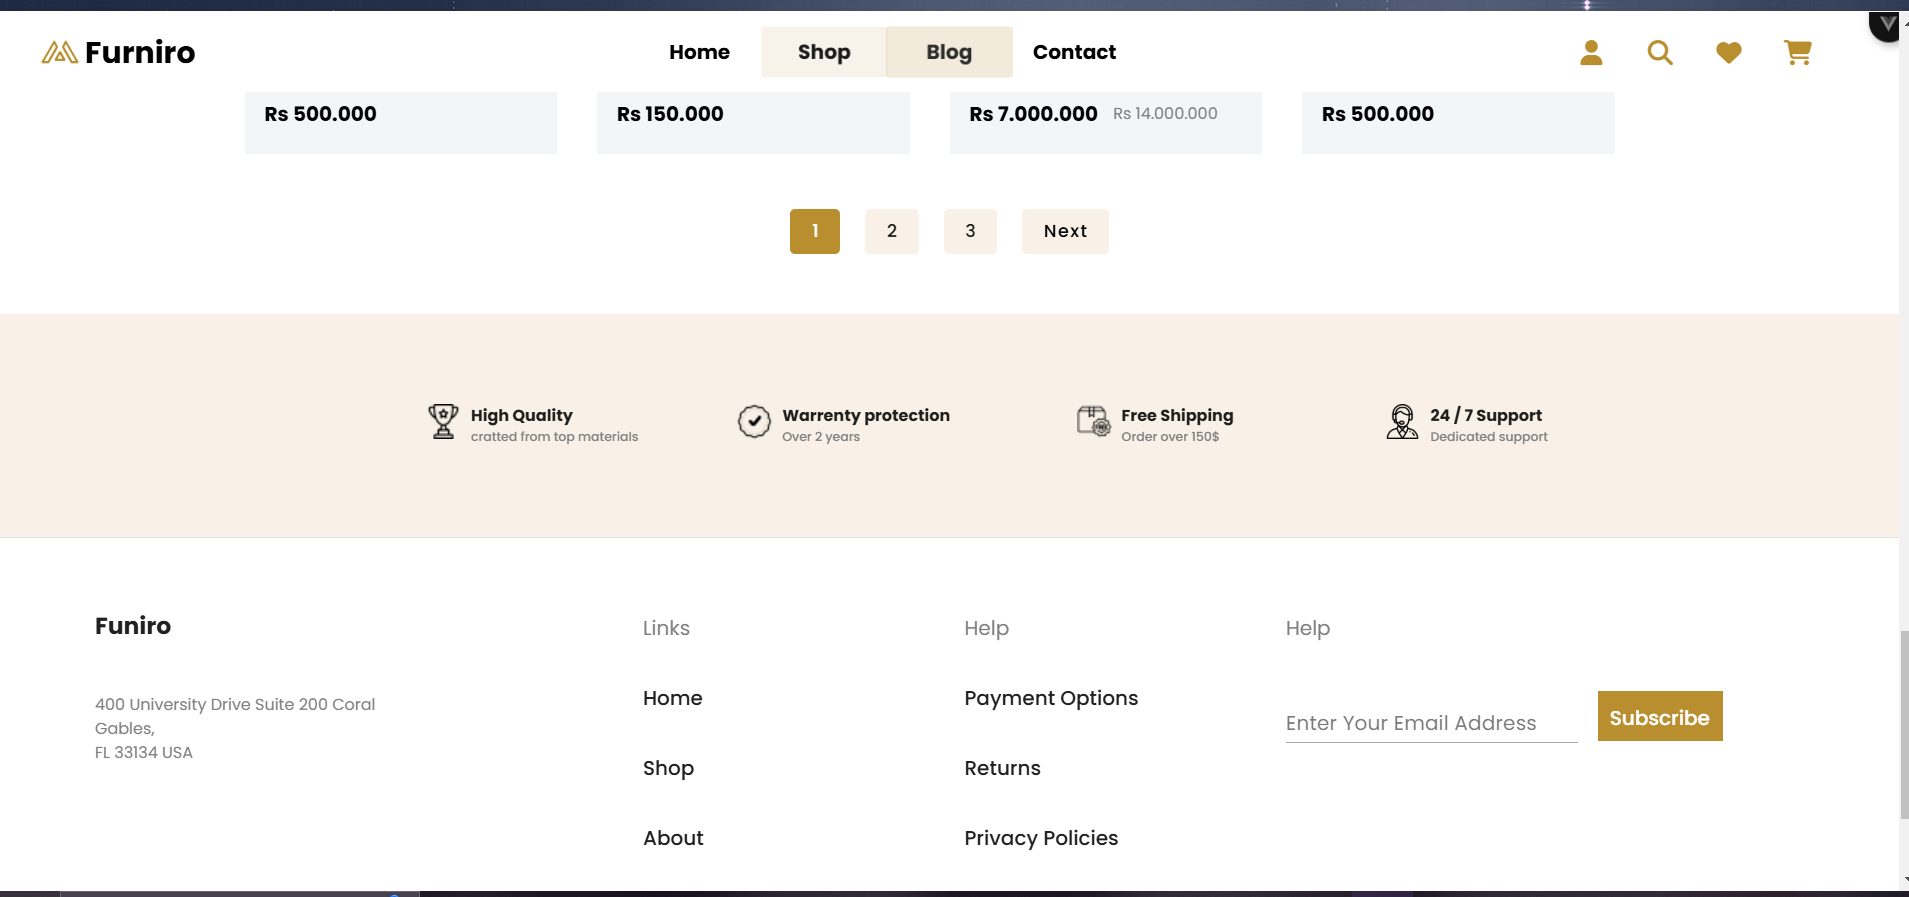 Furniro
Home Shop Blog Contact
Rs 500.000
Rs 150.000
Rs 7.000.000 Rs 14.000.000
Rs 500.000
1 2 3 Next
High Quality
cratted from top materials
Warrenty protection
Over 2 years
Free Shipping
Order over 150$
24 / 7 Support
Dedicated support
Funiro
400 University Drive Suite 200 Coral
Gables,
FL 33134 USA
Links
Home
Shop
About
Help
Payment Options
Returns
Privacy Policies
Help
Enter Your Email Address
Subscribe